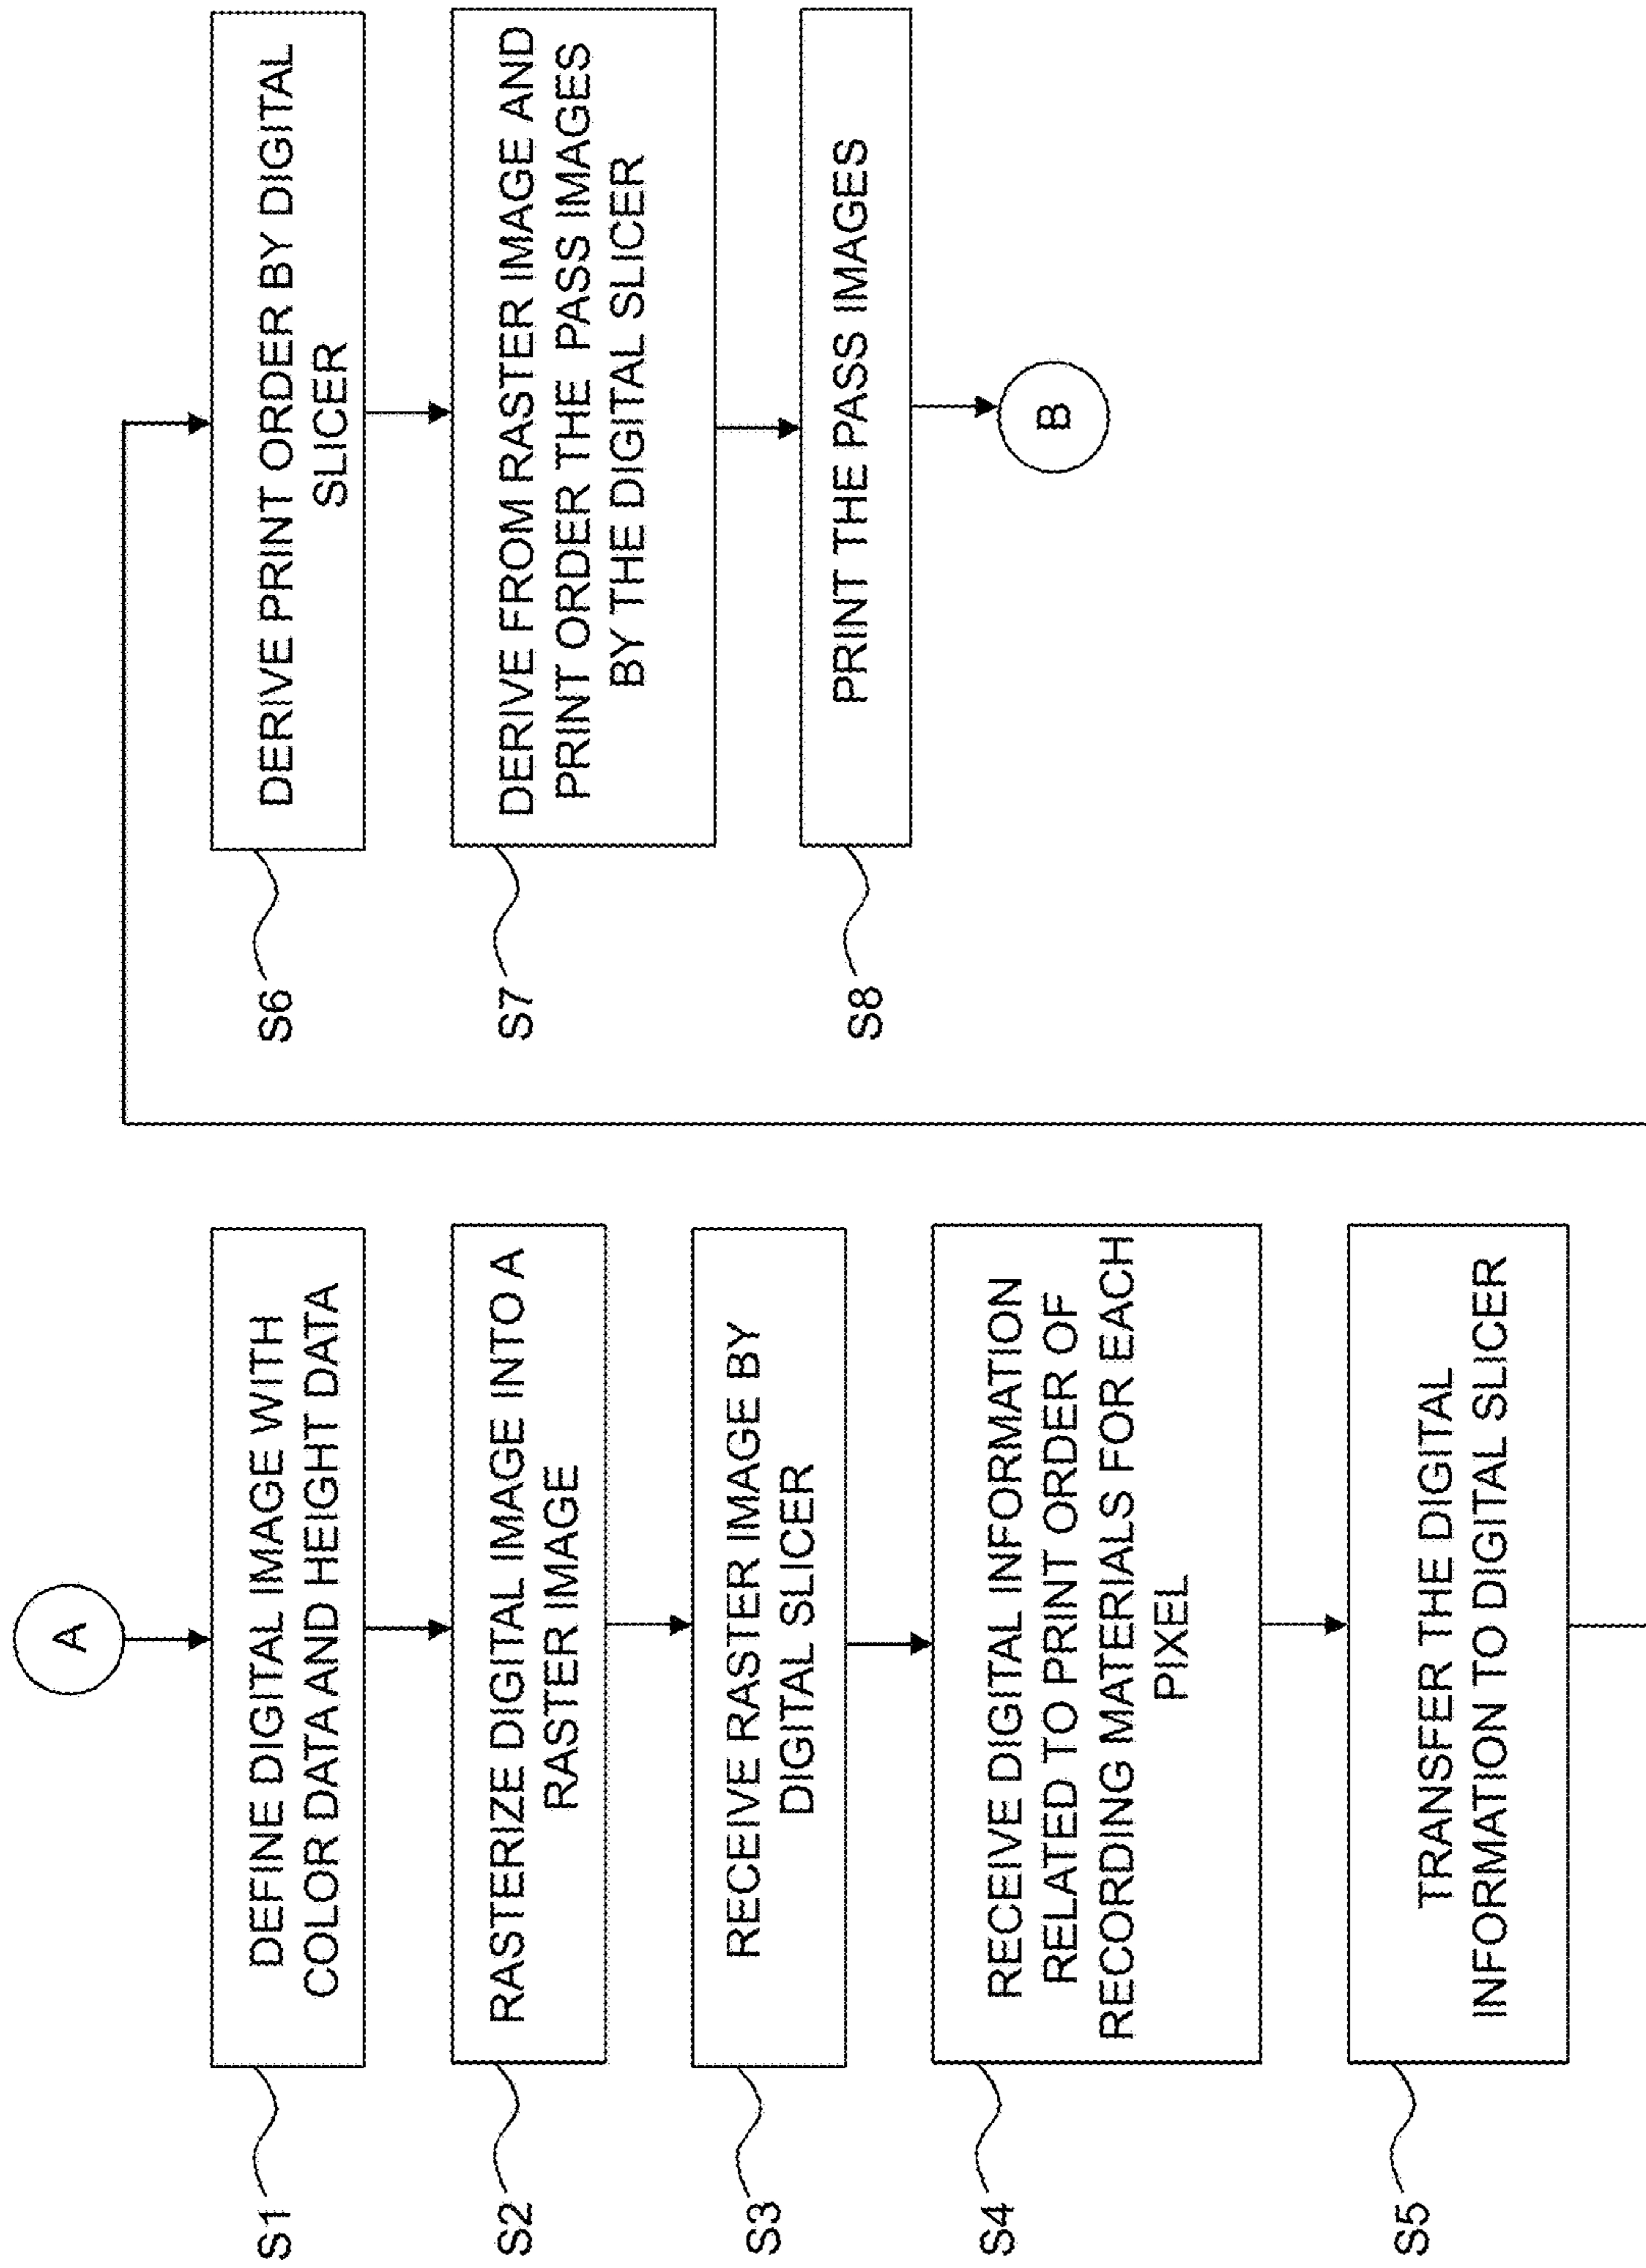 A
S1
DEFINE DIGITAL IMAGE WITH
COLOR DATA AND HEIGHT DATA
S2
RASTERIZE DIGITAL IMAGE INTO A
RASTER IMAGE
S3
RECEIVE RASTER IMAGE BY
DIGITAL SLICER
S4
RECEIVE DIGITAL INFORMATION
RELATED TO PRINT ORDER OF
RECORDING MATERIALS FOR EACH
PIXEL
S5
TRANSFER THE DIGITAL
INFORMATION TO DIGITAL SLICER
S6
DERIVE PRINT ORDER BY DIGITAL
SLICER
S7
DERIVE FROM RASTER IMAGE AND
PRINT ORDER THE PASS IMAGES
BY THE DIGITAL SLICER
S8
PRINT THE PASS IMAGES
B